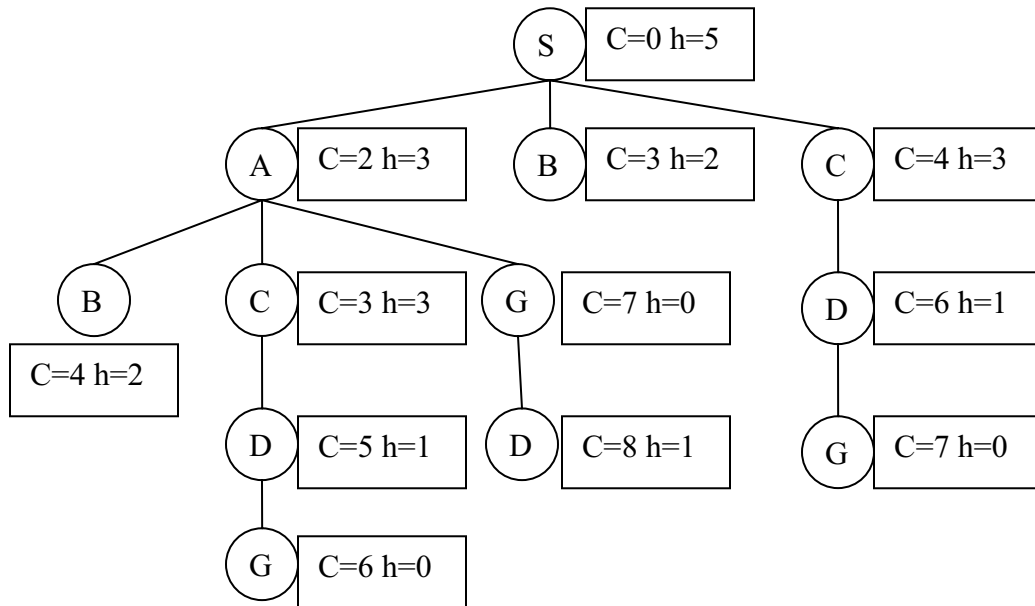 S
C=0 h=5
A
C=2 h=3
B
C=3 h=2
C
C=4 h=3
B
C=4 h=2
C
C=3 h=3
G
C=7 h=0
D
C=6 h=1
D
C=5 h=1
D
C=8 h=1
G
C=7 h=0
G
C=6 h=0